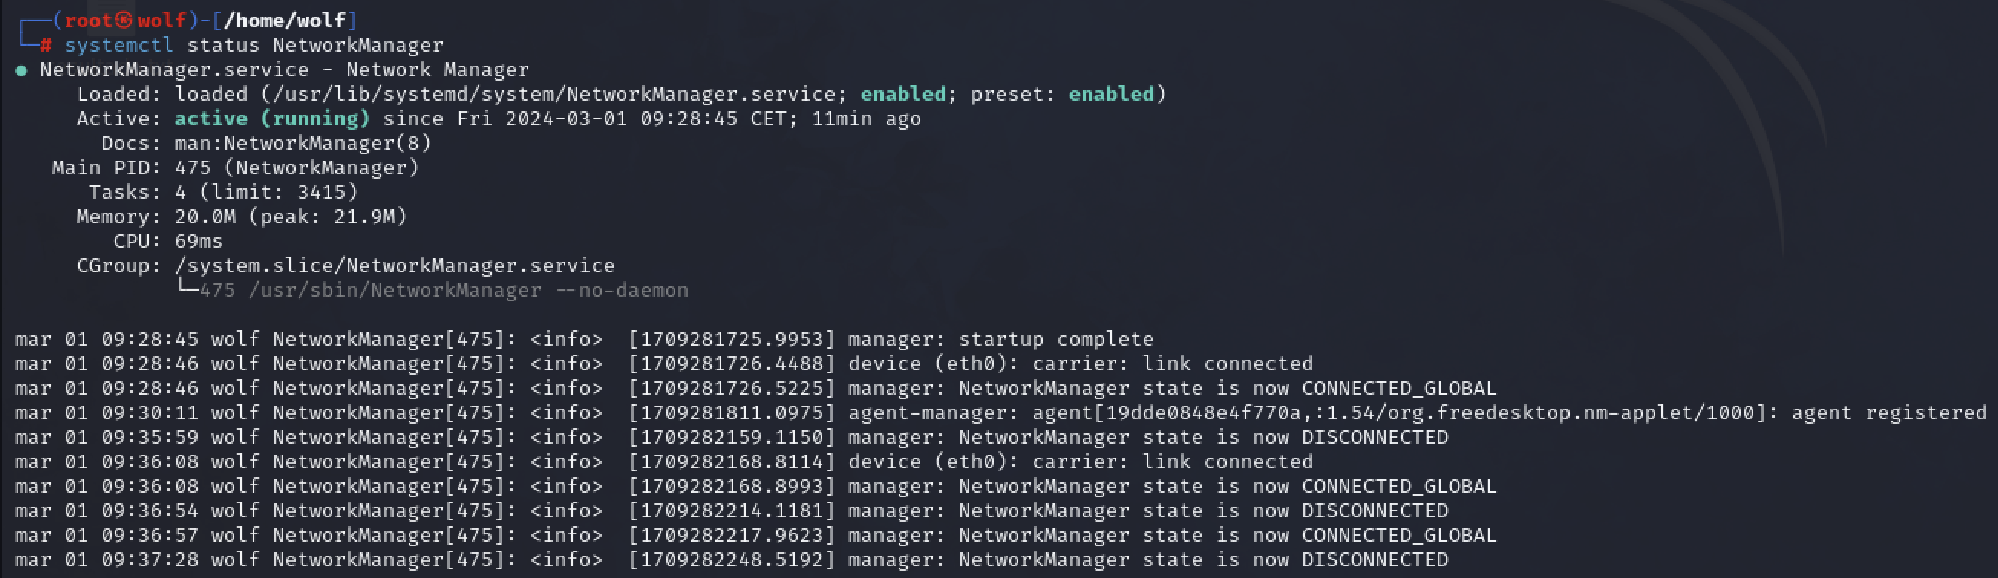 ┌──(root㉿wolf)-[/home/wolf]
└─# systemctl status NetworkManager
● NetworkManager.service - Network Manager
     Loaded: loaded (/usr/lib/systemd/system/NetworkManager.service; enabled; preset: enabled)
     Active: active (running) since Fri 2024-03-01 09:28:45 CET; 11min ago
       Docs: man:NetworkManager(8)
   Main PID: 475 (NetworkManager)
      Tasks: 4 (limit: 3415)
     Memory: 20.0M (peak: 21.9M)
        CPU: 69ms
     CGroup: /system.slice/NetworkManager.service
             └─475 /usr/sbin/NetworkManager --no-daemon

mar 01 09:28:45 wolf NetworkManager[475]: <info>  [1709281725.9953] manager: startup complete
mar 01 09:28:46 wolf NetworkManager[475]: <info>  [1709281726.4488] device (eth0): carrier: link connected
mar 01 09:28:46 wolf NetworkManager[475]: <info>  [1709281726.5225] manager: NetworkManager state is now CONNECTED_GLOBAL
mar 01 09:30:11 wolf NetworkManager[475]: <info>  [1709281811.0975] agent-manager: agent[19dde0848e4f770a,:1.54/org.freedesktop.nm-applet/1000]: agent registered
mar 01 09:35:59 wolf NetworkManager[475]: <info>  [1709282159.1150] manager: NetworkManager state is now DISCONNECTED
mar 01 09:36:08 wolf NetworkManager[475]: <info>  [1709282168.8114] device (eth0): carrier: link connected
mar 01 09:36:08 wolf NetworkManager[475]: <info>  [1709282168.8993] manager: NetworkManager state is now CONNECTED_GLOBAL
mar 01 09:36:54 wolf NetworkManager[475]: <info>  [1709282214.1181] manager: NetworkManager state is now DISCONNECTED
mar 01 09:36:57 wolf NetworkManager[475]: <info>  [1709282217.9623] manager: NetworkManager state is now CONNECTED_GLOBAL
mar 01 09:37:28 wolf NetworkManager[475]: <info>  [1709282248.5192] manager: NetworkManager state is now DISCONNECTED